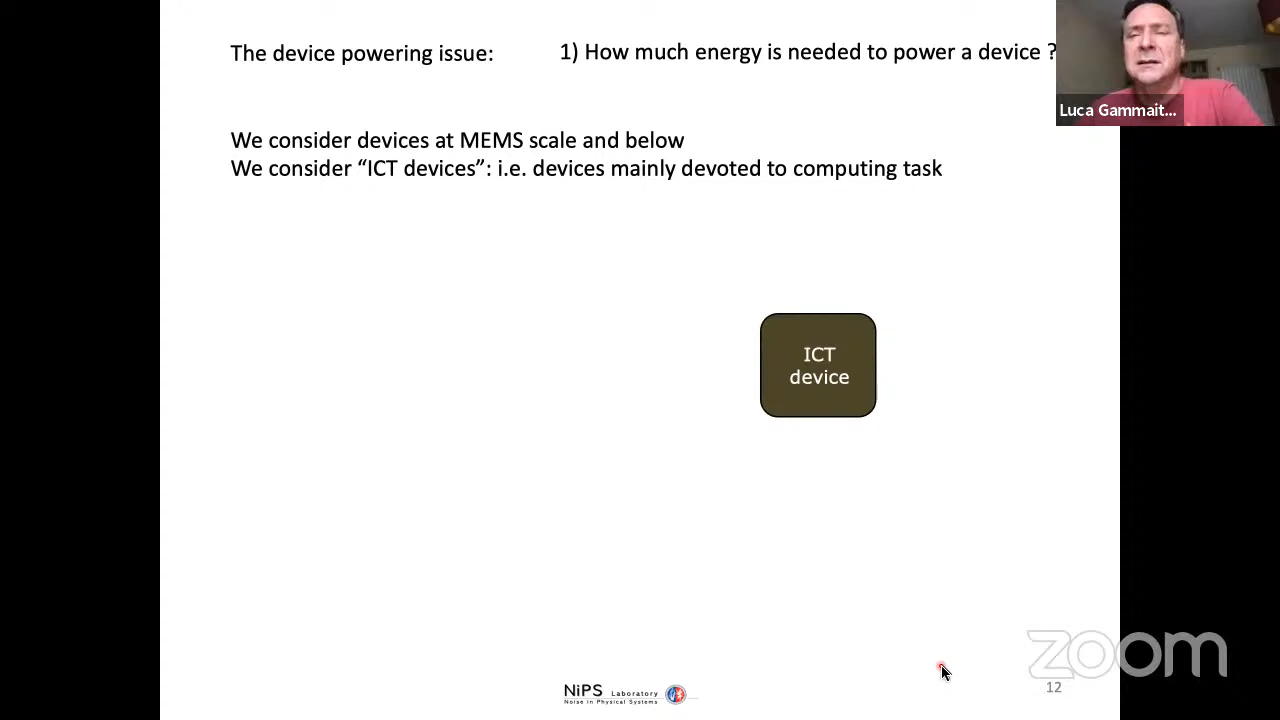 The device powering issue:
1) How much energy is needed to power a device ?
Luca Gammait...
We consider devices at MEMS scale and below
We consider “ICT devices”: i.e. devices mainly devoted to computing task
ICT
device
zoom
12
NiPS Laboratory
Noise in Physical Systems